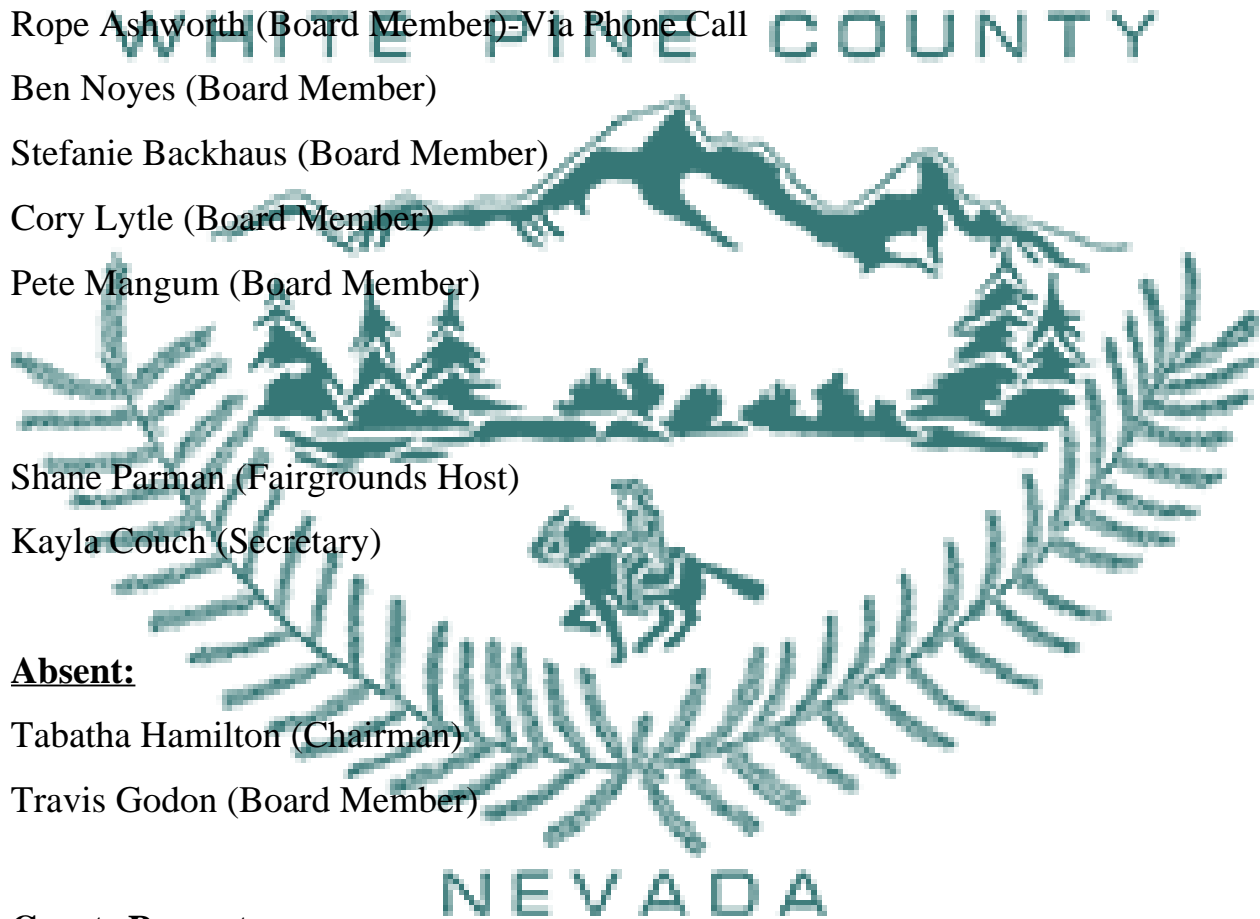 WHITE PINE COUNTY
Rope Ashworth (Board Member)-Via Phone Call
Ben Noyes (Board Member)
Stefanie Backhaus (Board Member)
Cory Lytle (Board Member)
Pete Mangum (Board Member)
Shane Parman (Fairgrounds Host)
Kayla Couch (Secretary)
Absent:
Tabatha Hamilton (Chairman)
Travis Godon (Board Member)
NEVADA